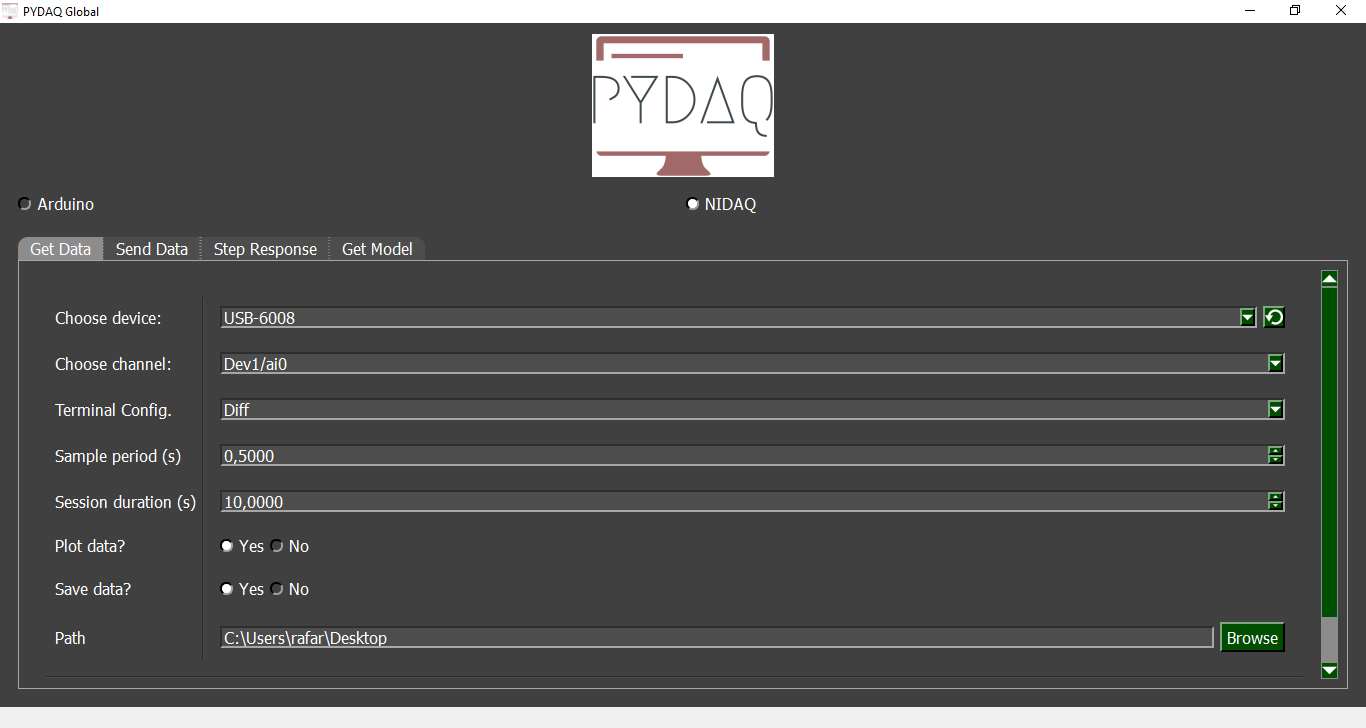 PYDAQ Global
PYDAQ
Arduino NIDAQ
Get Data Send Data Step Response Get Model
Choose device: USB-6008
Choose channel: Dev1/ai0
Terminal Config. Diff
Sample period (s) 0,5000
Session duration (s) 10,0000
Plot data? Yes No
Save data? Yes No
Path C:\Users\rafar\Desktop Browse